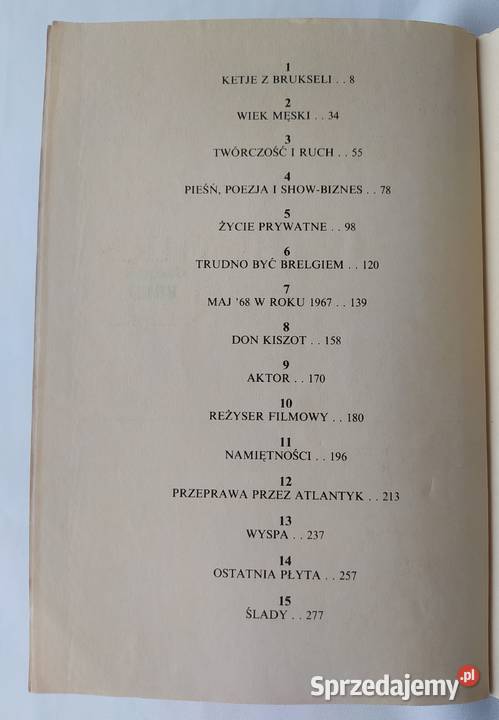 1
KETJE Z BRUKSELI . . 8
2
WIEK MĘSKI . . 34
3
TWÓRCZOŚĆ I RUCH . . 55
4
PIEŚŃ, POEZJA I SHOW-BIZNES . . 78
5
ŻYCIE PRYWATNE . . 98
6
TRUDNO BYĆ BRELGIEM . . 120
7
MAJ '68 W ROKU 1967 . . 139
8
DON KISZOT . . 158
9
AKTOR . . 170
10
REŻYSER FILMOWY . . 180
11
NAMIĘTNOŚCI . . 196
12
PRZEPRAWA PRZEZ ATLANTYK . . 213
13
WYSPA . . 237
14
OSTATNIA PŁYTA . . 257
15
ŚLADY . . 277
Sprzedajemy.pl